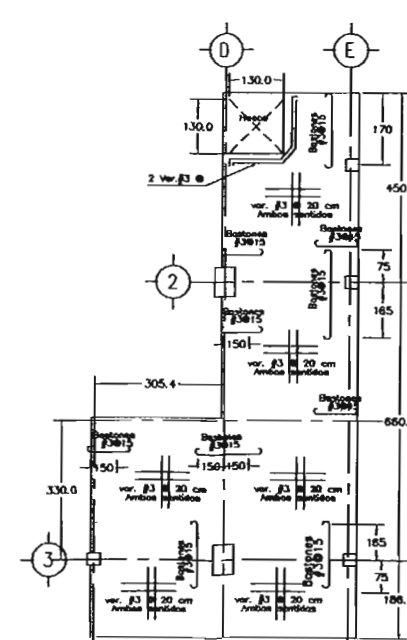 D
E
130.0
130.0
Hueco
Bastones
#3@15
170
2 Var.#3 @
450
var. #3 @ 20 cm
Ambos sentidos
Bastones
#3@15
Bastones
#3@15
75
2
Bastones
#3@15
165
Bastones
#3@15
150
var. #3 @ 20 cm
Ambos sentidos
305.4
Bastones
#3@15
Bastones
#3@15
Bastones
#3@15
150
150
150
330.0
var. #3 @ 20 cm
Ambos sentidos
var. #3 @ 20 cm
Ambos sentidos
Bastones
#3@15
Bastones
#3@15
165
3
75
var. #3 @ 20 cm
Ambos sentidos
var. #3 @ 20 cm
Ambos sentidos